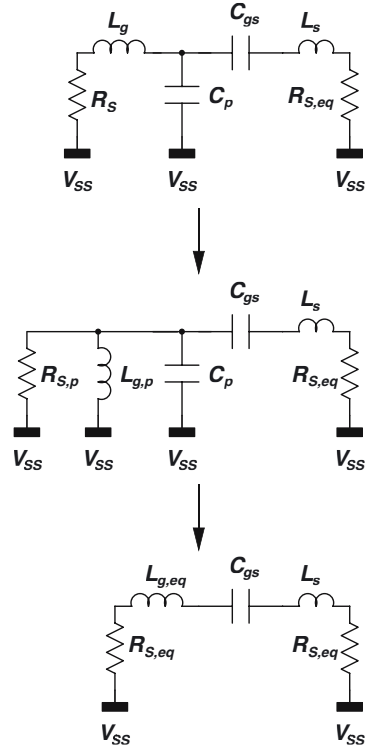 L_g C_gs L_s
R_S C_p R_S,eq
V_SS V_SS V_SS
C_gs L_s
R_S,p L_g,p C_p R_S,eq
V_SS V_SS V_SS V_SS
L_g,eq C_gs L_s
R_S,eq R_S,eq
V_SS V_SS